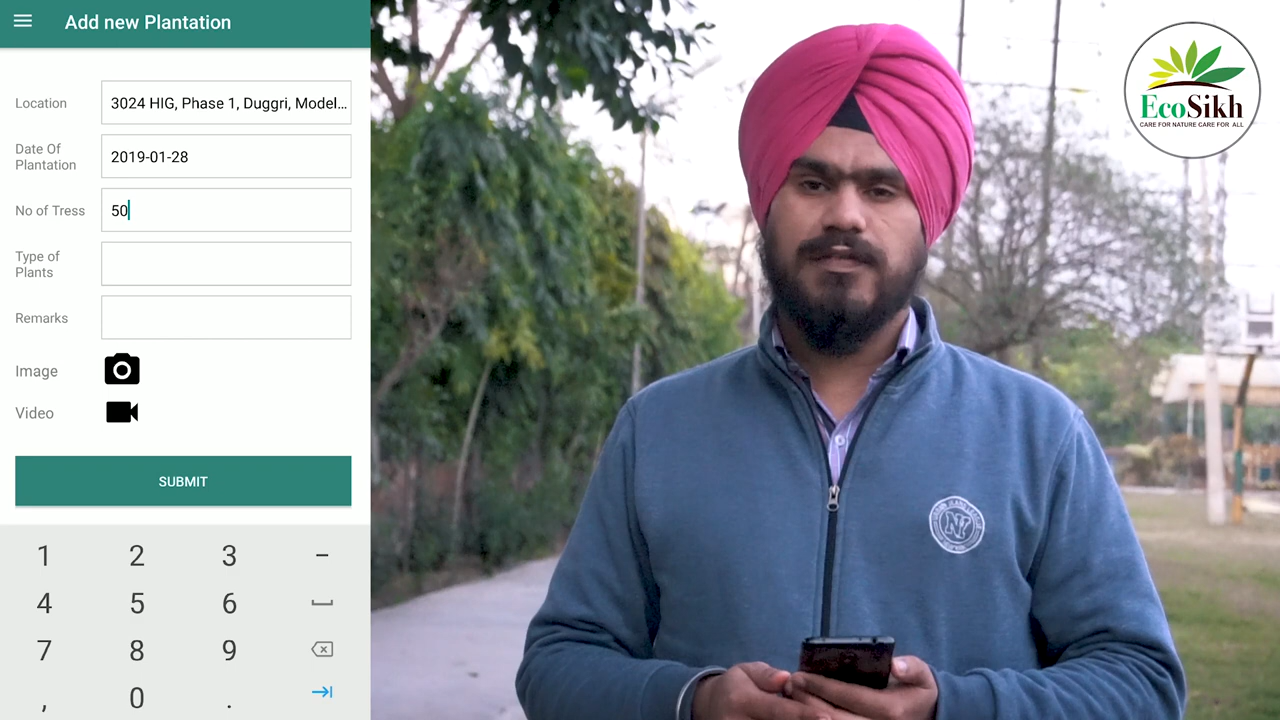 Add new Plantation
Location
3024 HIG, Phase 1, Duggri, Model...
Date Of
Plantation
2019-01-28
No of Tress
50
Type of
Plants
Remarks
Image
Video
SUBMIT
1 2 3 –
4 5 6
7 8 9
, 0 .
EcoSikh
CARE FOR NATURE CARE FOR ALL
NY